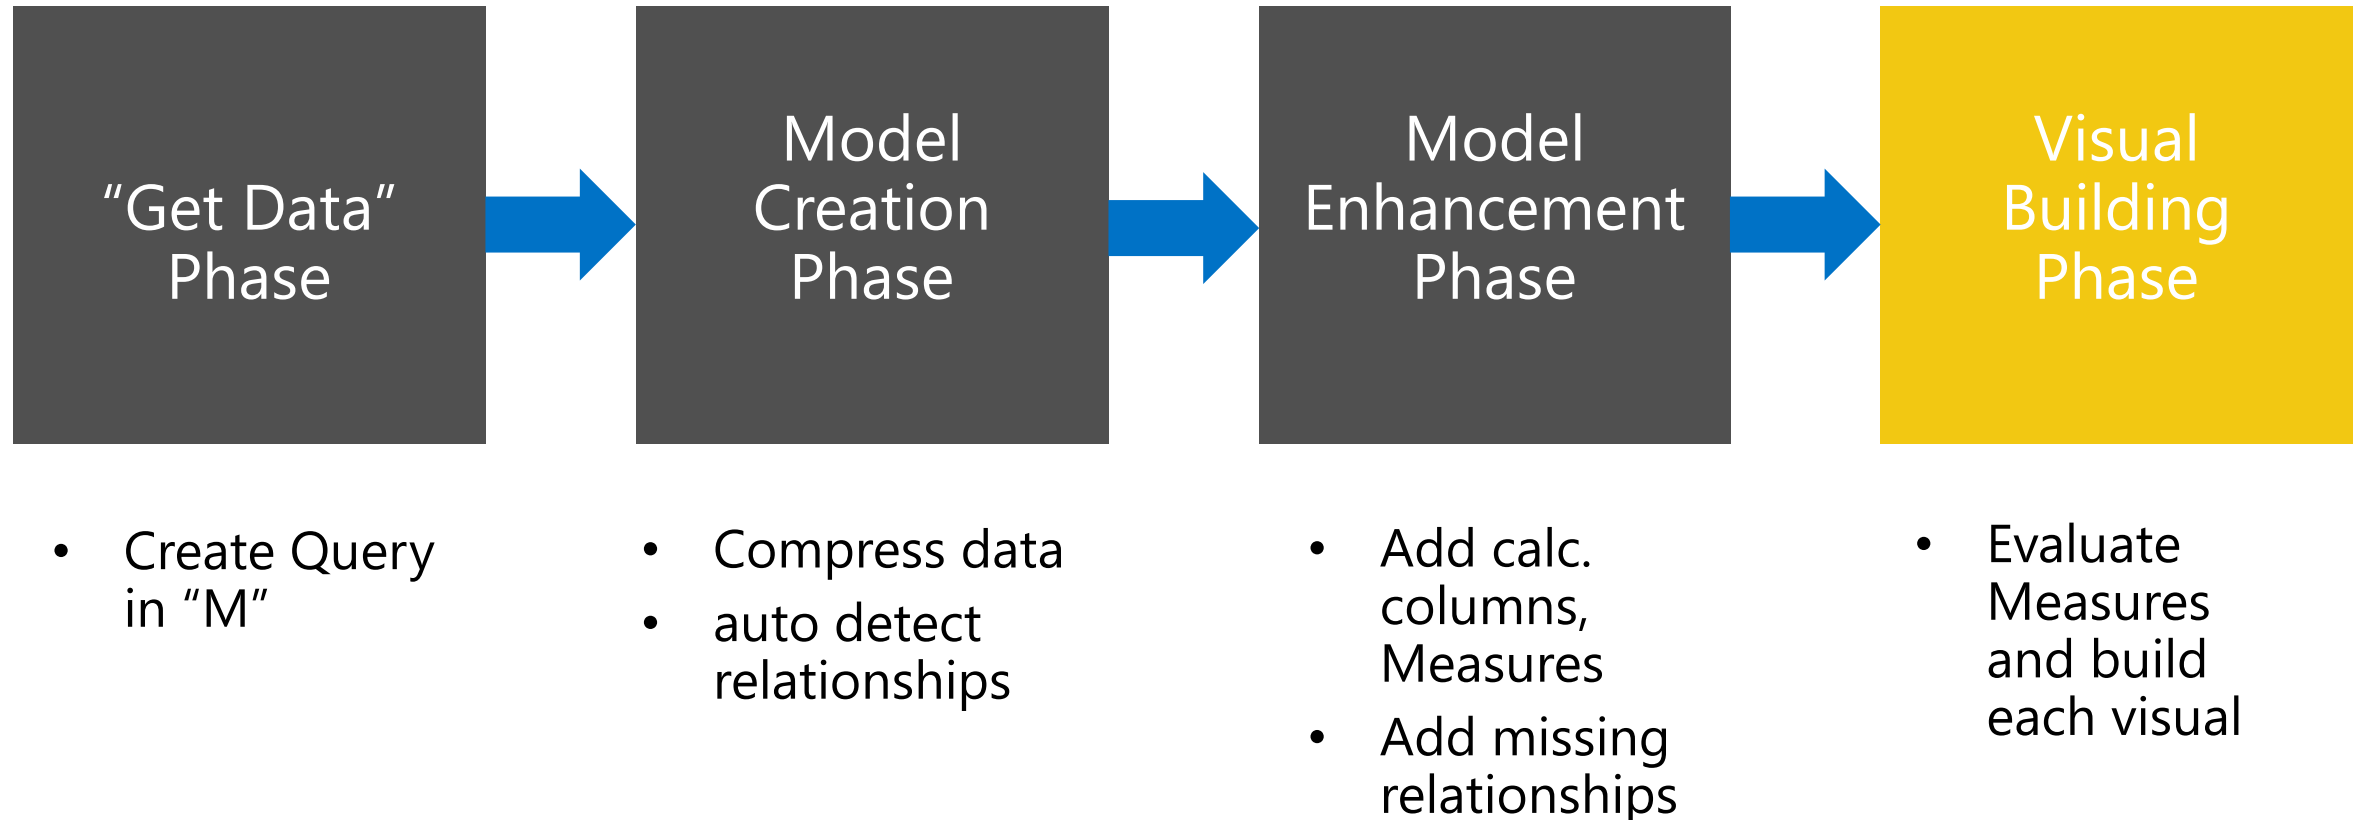 “Get Data”
Phase
Model
Creation
Phase
Model
Enhancement
Phase
Visual
Building
Phase
• Create Query
in “M”
• Compress data
• auto detect
relationships
• Add calc.
columns,
Measures
• Add missing
relationships
• Evaluate
Measures
and build
each visual